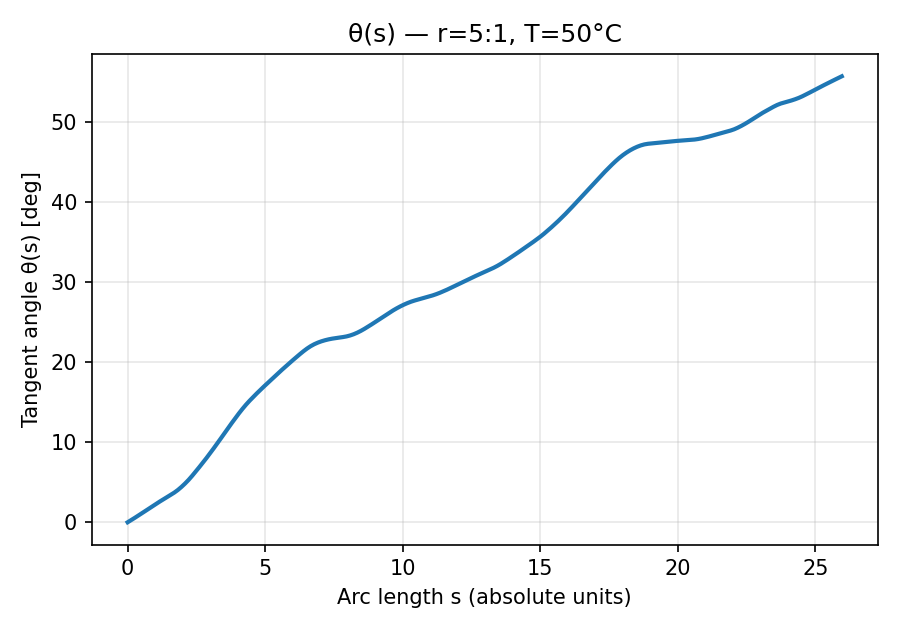 θ(s) — r=5:1, T=50°C
Tangent angle θ(s) [deg]
50
40
30
20
10
0
0 5 10 15 20 25
Arc length s (absolute units)